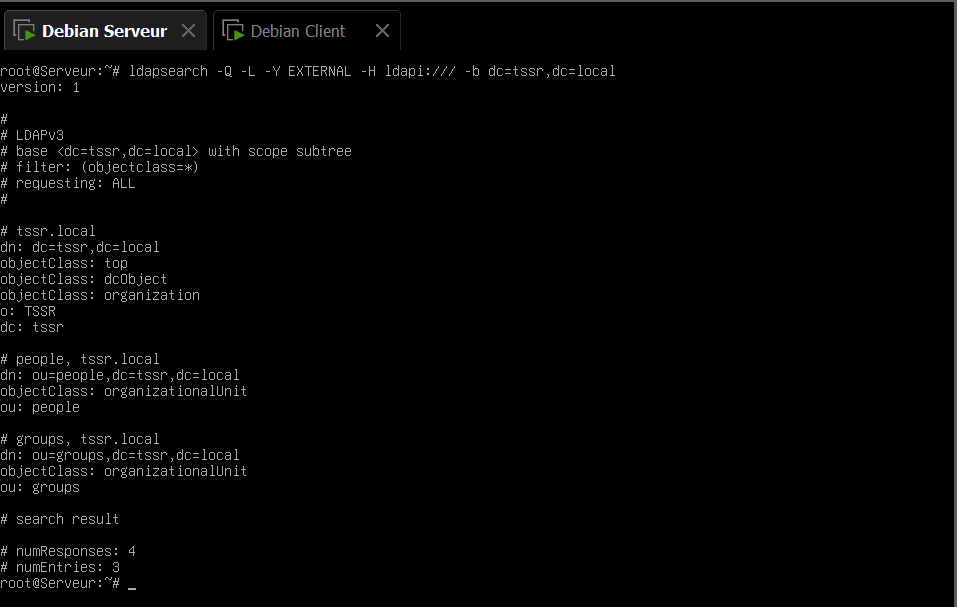 Debian Serveur
Debian Client
root@Serveur:~# ldapsearch -Q -L -Y EXTERNAL -H ldapi:/// -b dc=tssr,dc=local
version: 1
#
# LDAPv3
# base <dc=tssr,dc=local> with scope subtree
# filter: (objectclass=*)
# requesting: ALL
#
# tssr.local
dn: dc=tssr,dc=local
objectClass: top
objectClass: dcObject
objectClass: organization
o: TSSR
dc: tssr
# people, tssr.local
dn: ou=people,dc=tssr,dc=local
objectClass: organizationalUnit
ou: people
# groups, tssr.local
dn: ou=groups,dc=tssr,dc=local
objectClass: organizationalUnit
ou: groups
# search result
# numResponses: 4
# numEntries: 3
root@Serveur:~# _